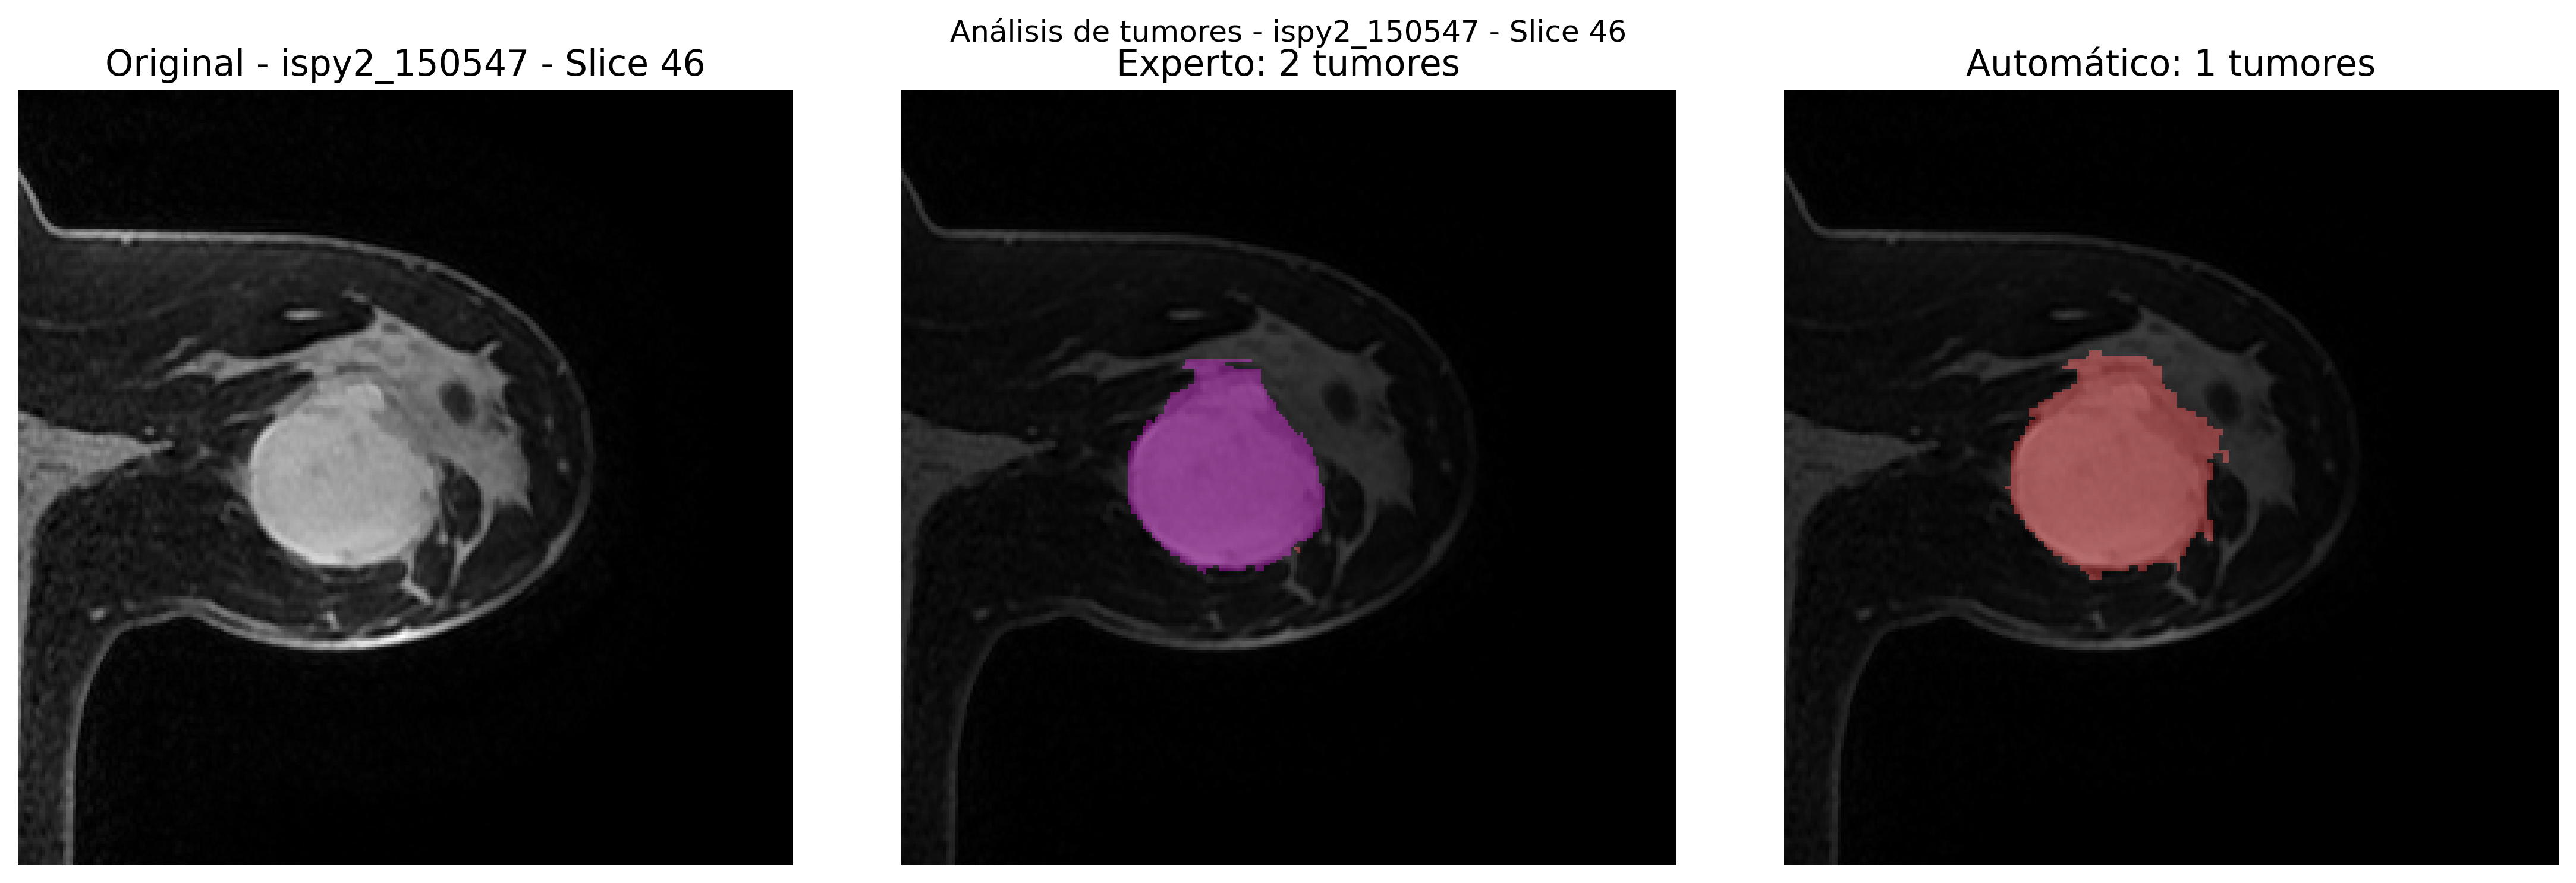 Análisis de tumores - ispy2_150547 - Slice 46
Original - ispy2_150547 - Slice 46
Experto: 2 tumores
Automático: 1 tumores